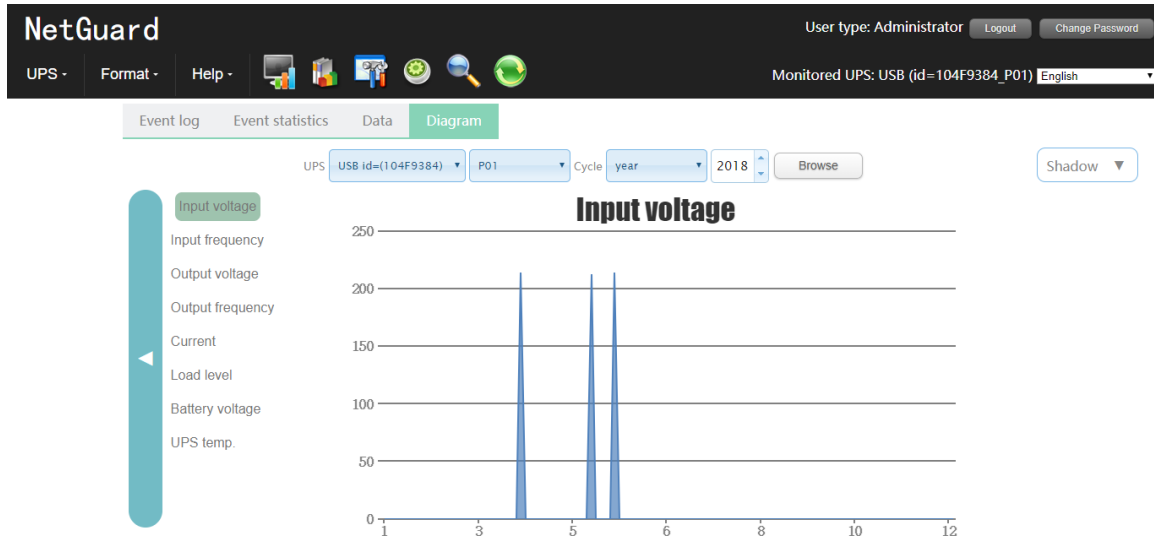 NetGuard
User type: Administrator Logout Change Password
UPS Format Help
Monitored UPS: USB (id=104F9384_P01) English
Event log Event statistics Data Diagram
UPS USB id=(104F9384) P01 Cycle year 2018 Browse Shadow
Input voltage
Input frequency
Output voltage
Output frequency
Current
Load level
Battery voltage
UPS temp.
Input voltage
250
200
150
100
50
0
1 3 5 6 8 10 12